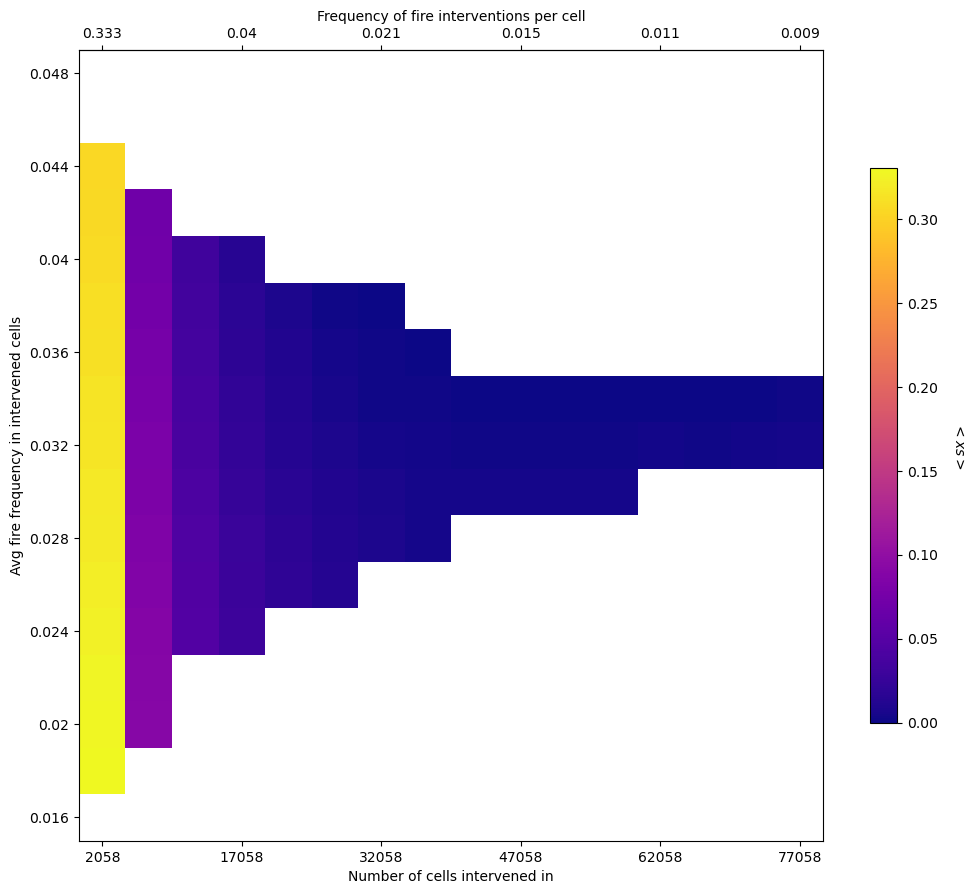 Frequency of fire interventions per cell
0.333 0.04 0.021 0.015 0.011 0.009
0.048
0.044
0.04
0.036
0.032
0.028
0.024
0.02
0.016
Avg fire frequency in intervened cells
2058 17058 32058 47058 62058 77058
Number of cells intervened in
0.30
0.25
0.20
0.15
0.10
0.05
0.00
< sx >